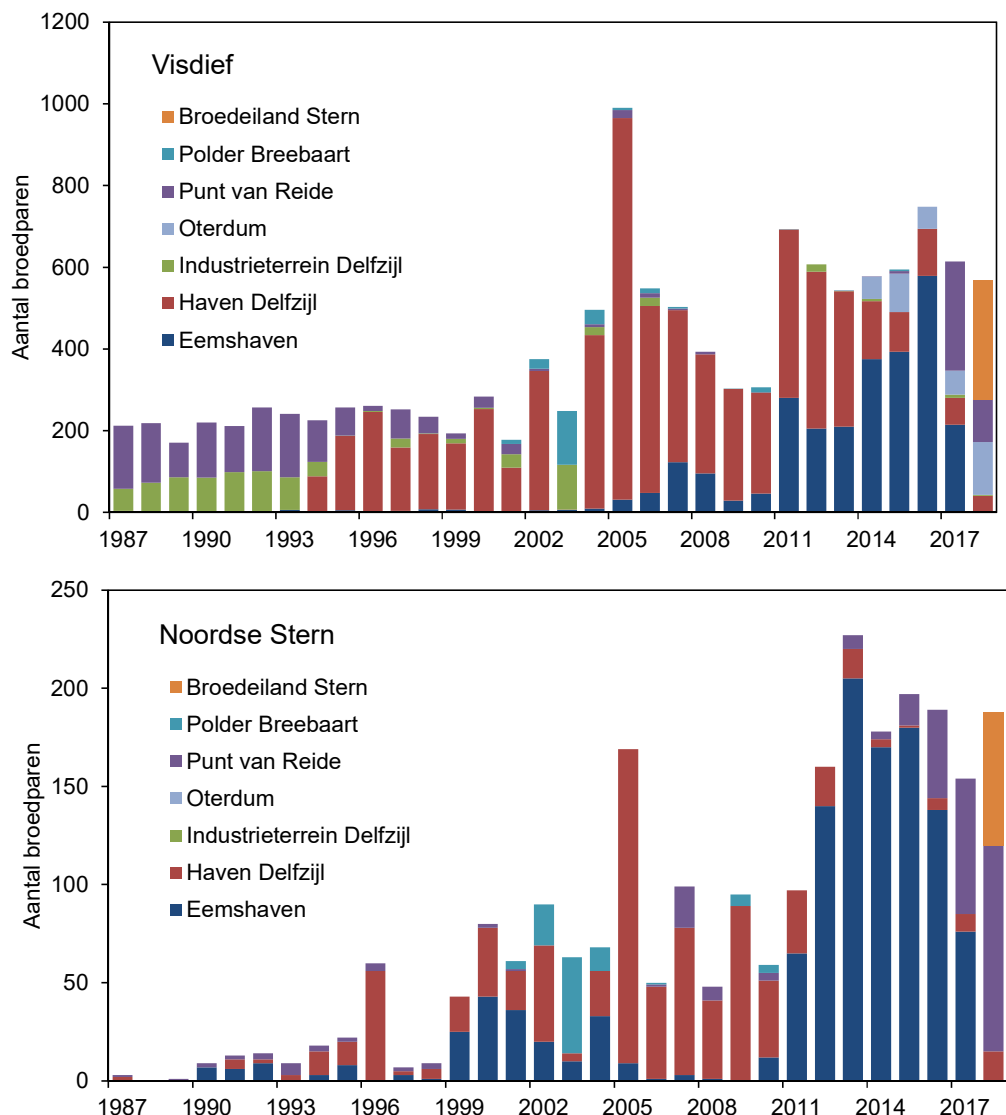 1200
1000
800
600
400
200
0
Aantal broedparen
Visdief
Broedeiland Stern
Polder Breebaart
Punt van Reide
Oterdum
Industrieterrein Delfzijl
Haven Delfzijl
Eemshaven
1987 1990 1993 1996 1999 2002 2005 2008 2011 2014 2017
250
200
150
100
50
0
Aantal broedparen
Noordse Stern
Broedeiland Stern
Polder Breebaart
Punt van Reide
Oterdum
Industrieterrein Delfzijl
Haven Delfzijl
Eemshaven
1987 1990 1993 1996 1999 2002 2005 2008 2011 2014 2017